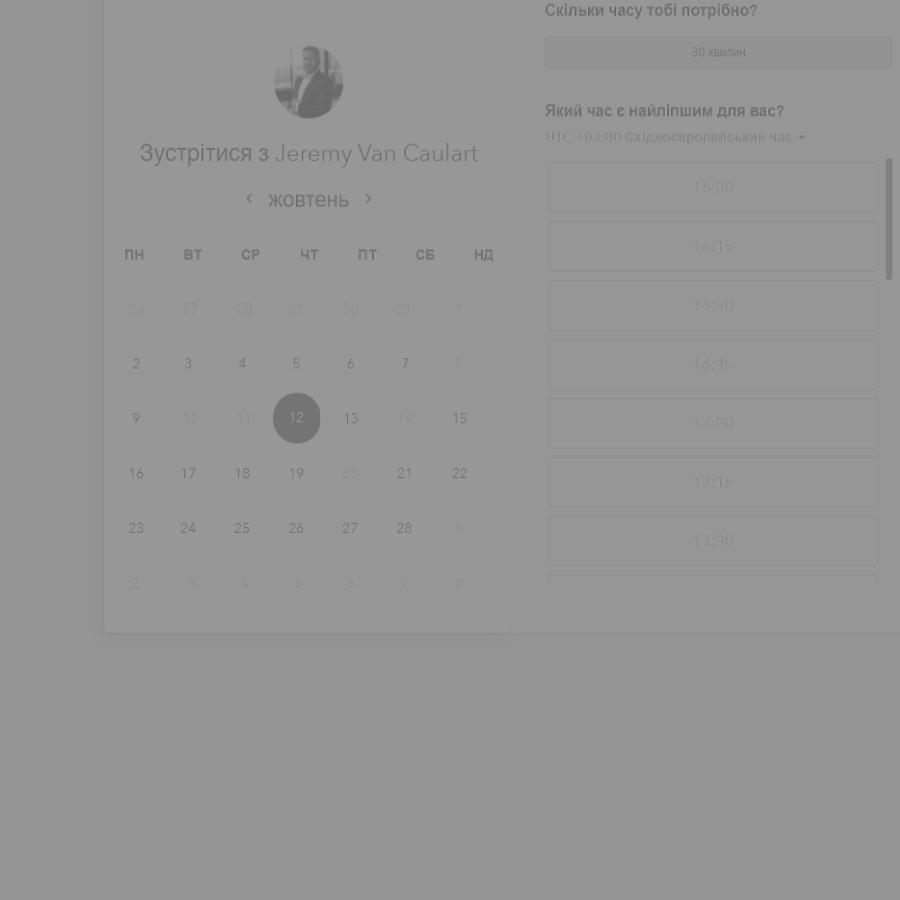 Зустрітися з Jeremy Van Caulart
жовтень
ПН ВТ СР ЧТ ПТ СБ НД
26 27 28 29 30 31 1
2 3 4 5 6 7 8
9 10 11 12 13 14 15
16 17 18 19 20 21 22
23 24 25 26 27 28 1
2 3 4 5 6 7 8
Скільки часу тобі потрібно?
30 хвилин
Який час є найліпшим для вас?
UTC +03:00 Східноєвропейський час
16:00
16:15
16:30
16:45
17:00
17:15
17:30